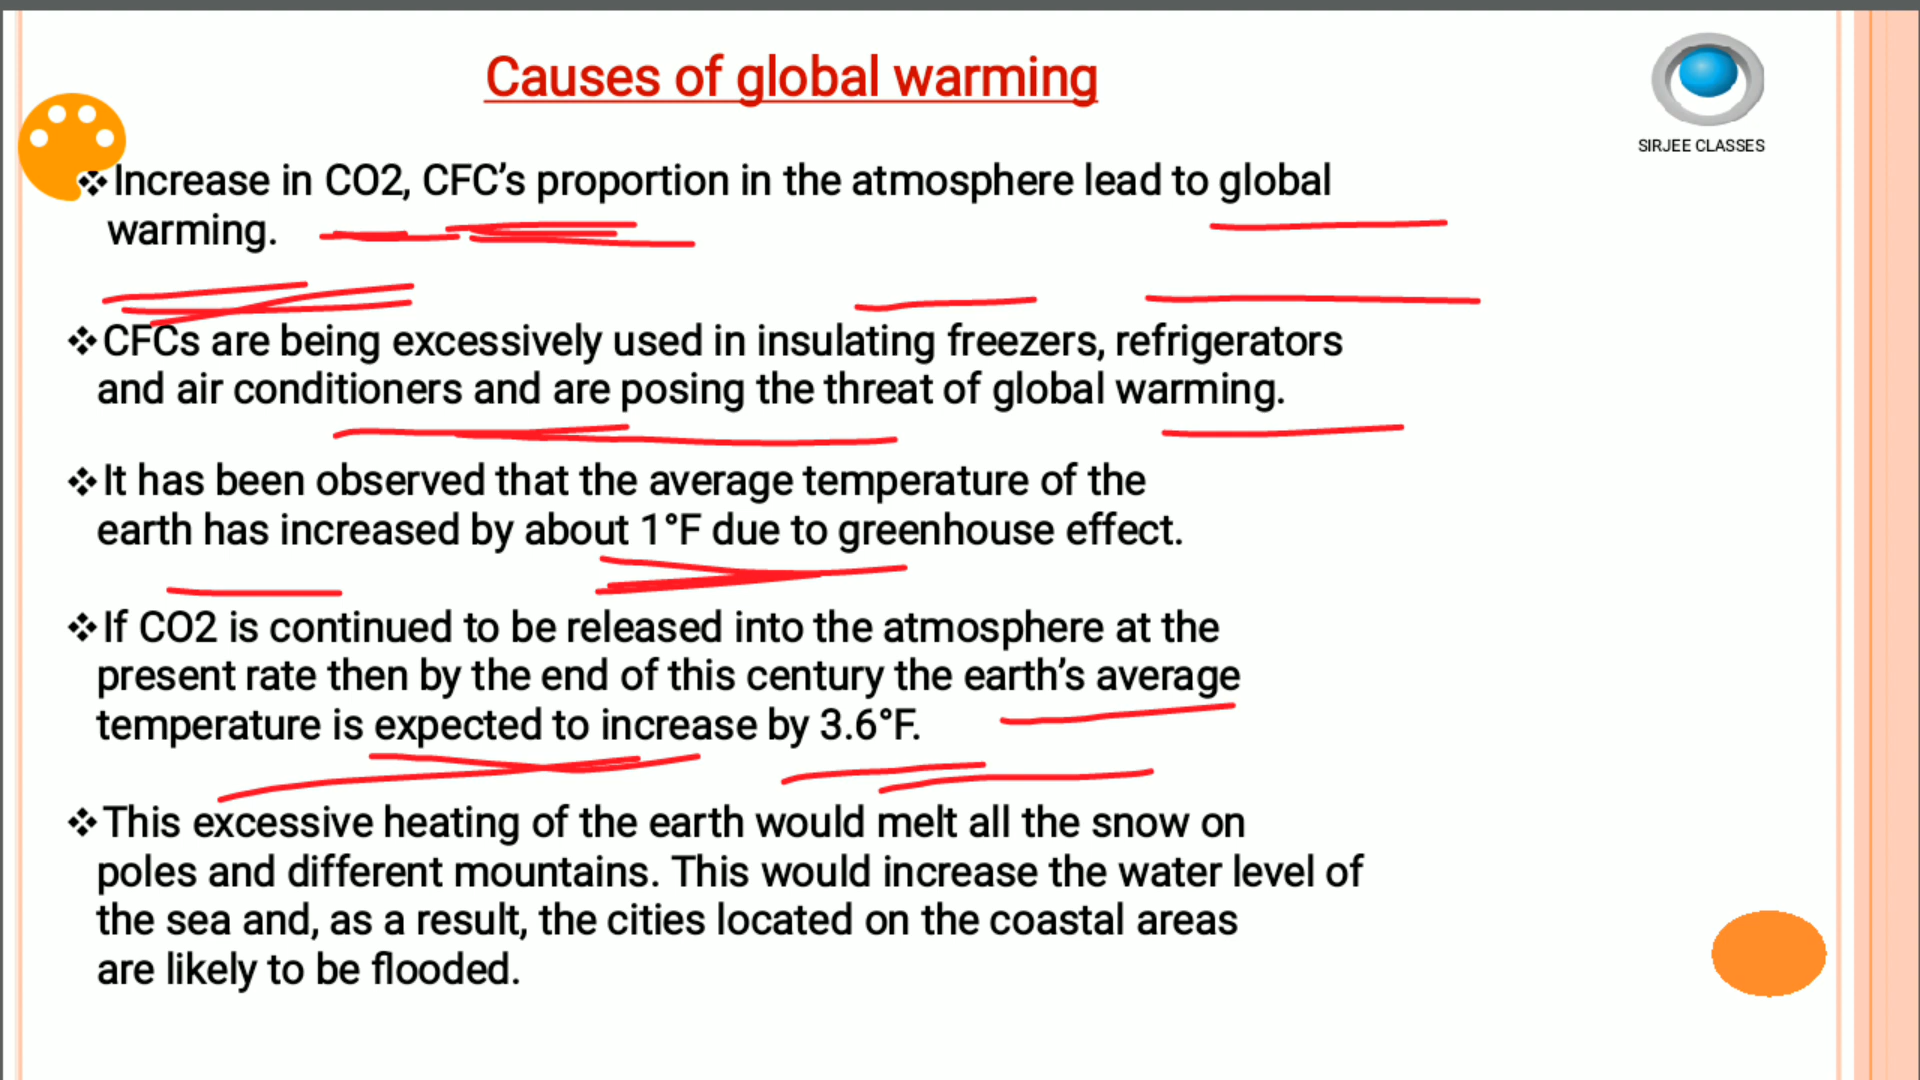 Causes of global warming
SIRJEE CLASSES
❖Increase in CO2, CFC’s proportion in the atmosphere lead to global
warming.
❖CFCs are being excessively used in insulating freezers, refrigerators
and air conditioners and are posing the threat of global warming.
❖It has been observed that the average temperature of the
earth has increased by about 1°F due to greenhouse effect.
❖If CO2 is continued to be released into the atmosphere at the
present rate then by the end of this century the earth’s average
temperature is expected to increase by 3.6°F.
❖This excessive heating of the earth would melt all the snow on
poles and different mountains. This would increase the water level of
the sea and, as a result, the cities located on the coastal areas
are likely to be flooded.